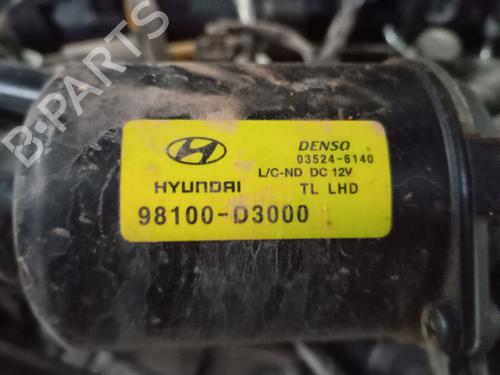 B-PARTS
HYUNDAI
DENSO
03524-6140
L/C-ND DC 12V
TL LHD
98100-D3000